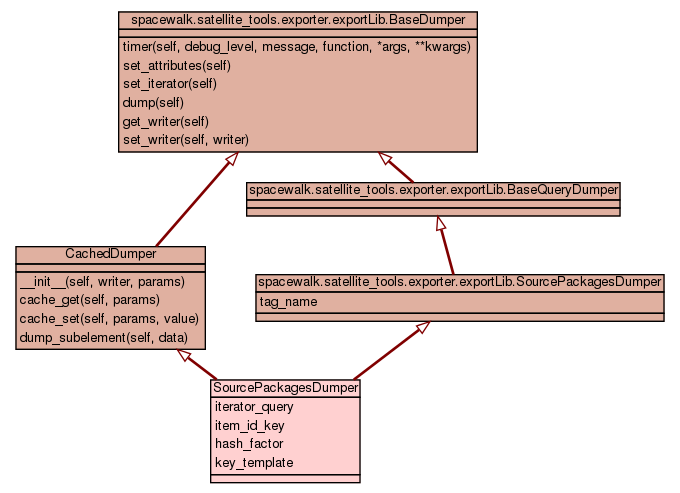 spacewalk.satellite_tools.exporter.exportLib.BaseDumper
timer(self, debug_level, message, function, *args, **kwargs)
set_attributes(self)
set_iterator(self)
dump(self)
get_writer(self)
set_writer(self, writer)
spacewalk.satellite_tools.exporter.exportLib.BaseQueryDumper
CachedDumper
__init__(self, writer, params)
cache_get(self, params)
cache_set(self, params, value)
dump_subelement(self, data)
spacewalk.satellite_tools.exporter.exportLib.SourcePackagesDumper
tag_name
SourcePackagesDumper
iterator_query
item_id_key
hash_factor
key_template